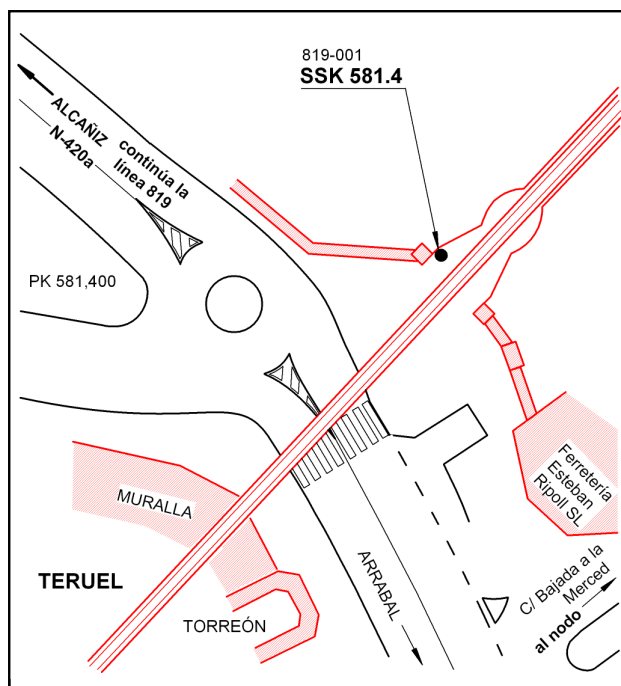 819-001
SSK 581.4
ALCAÑIZ
N-420a
continúa la
línea 819
PK 581,400
MURALLA
TERUEL
TORREÓN
ARRABAL
Ferretería
Esteban
Ripoll SL
C/ Bajada a la
Merced
al nodo